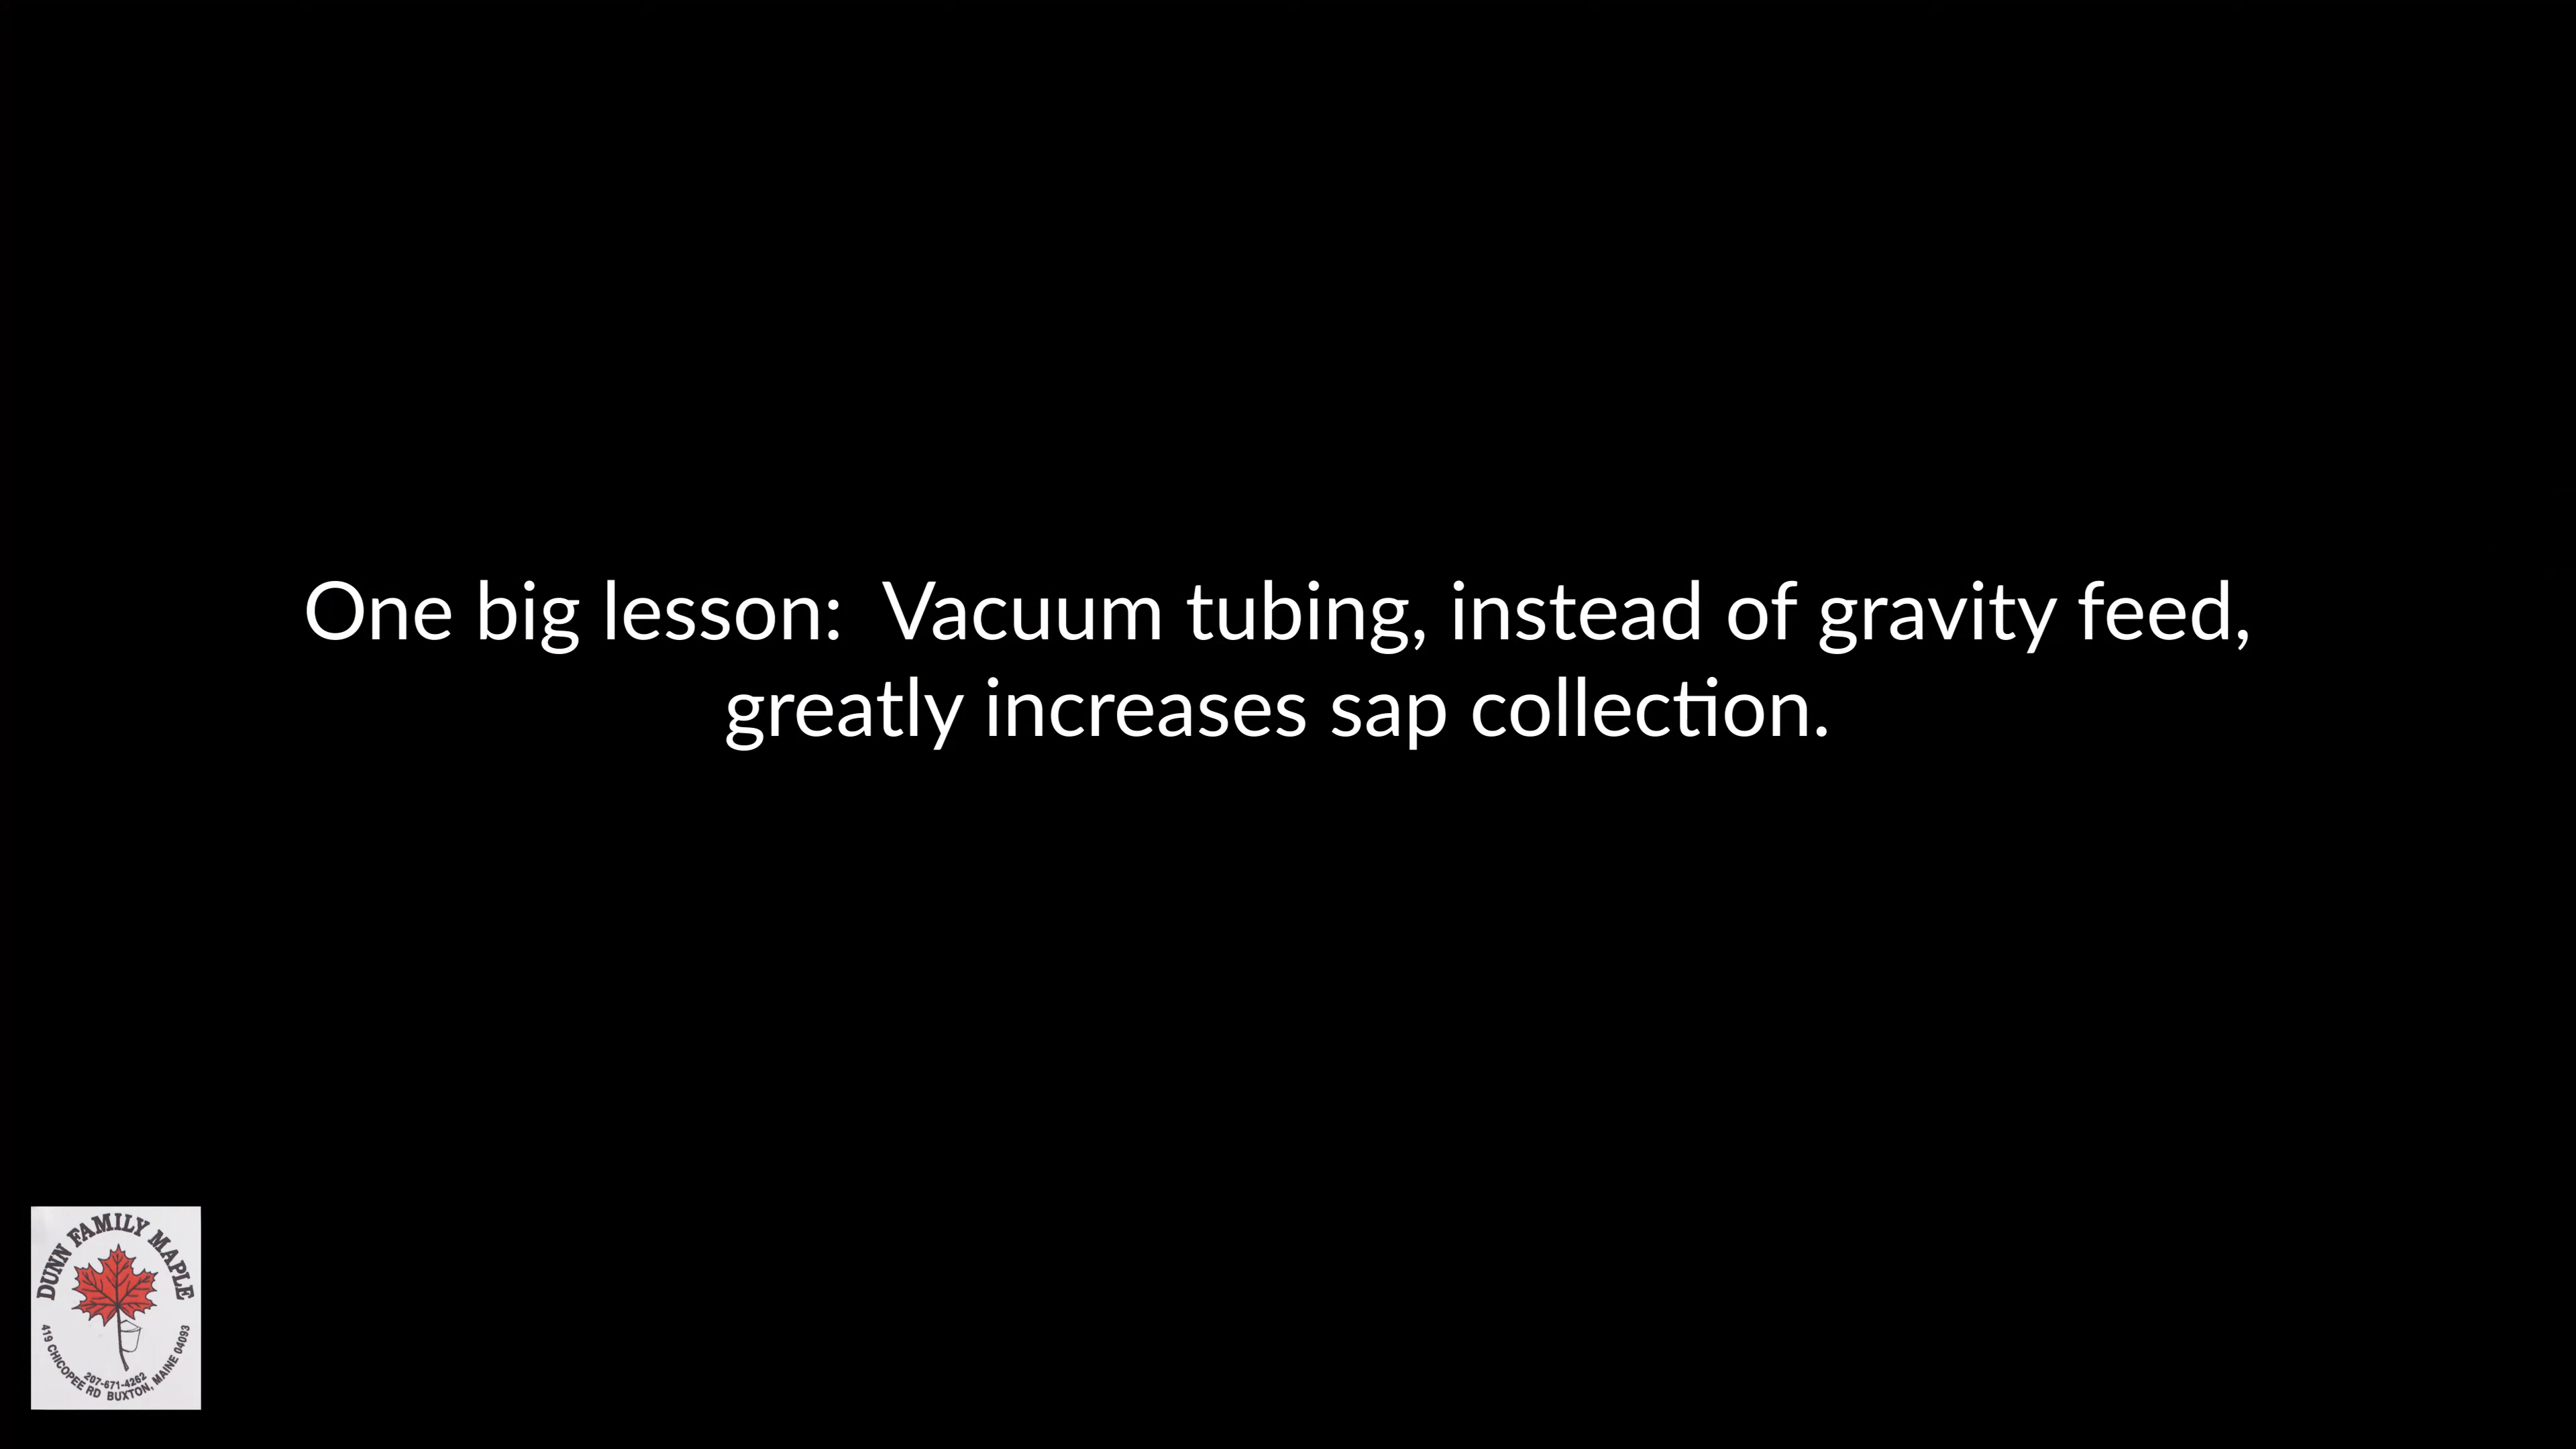 One big lesson:  Vacuum tubing, instead of gravity feed,
greatly increases sap collection.
DUNN FAMILY MAPLE
207-671-4262
419 CHICOPEE RD BUXTON, MAINE 04093